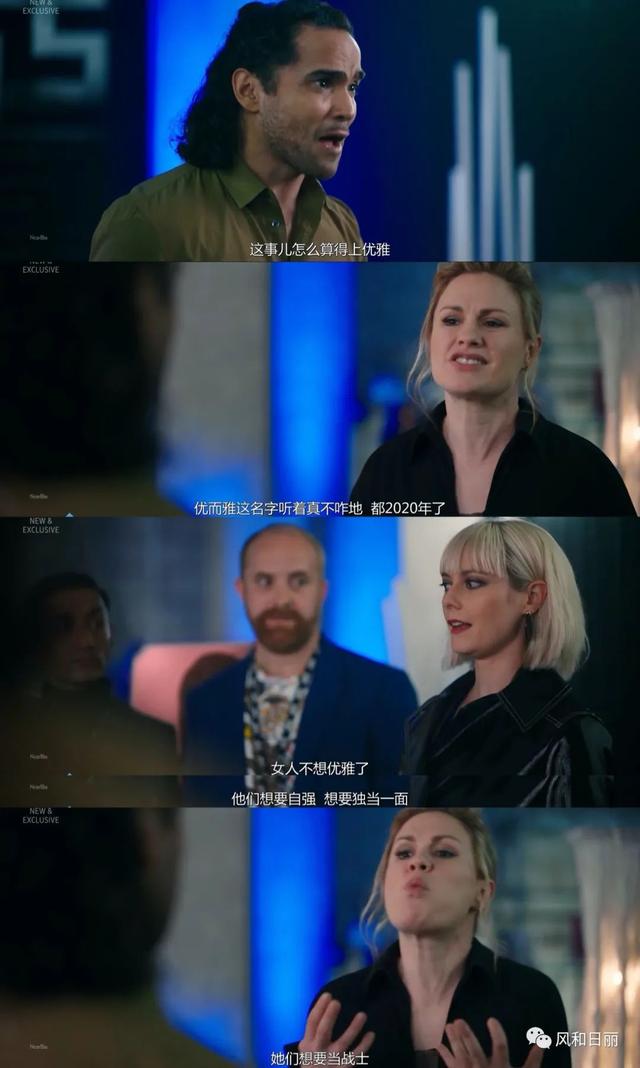 NEW &
EXCLUSIVE
这事儿怎么算得上优雅
NEW &
EXCLUSIVE
优而雅这名字听着真不咋地 都2020年了
NEW &
EXCLUSIVE
女人不想优雅了
他们想要自强 想要独当一面
NEW &
EXCLUSIVE
风和日丽
她们想要当战士